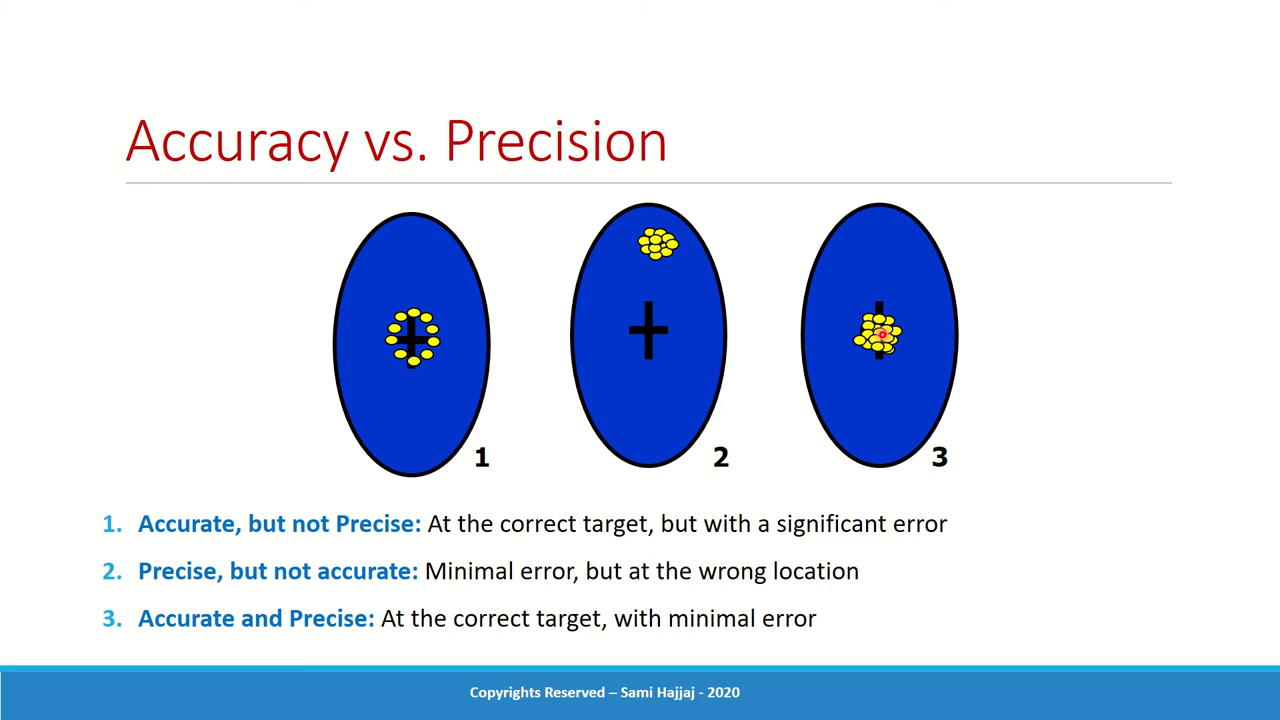 Accuracy vs. Precision
1 2 3
1. Accurate, but not Precise: At the correct target, but with a significant error
2. Precise, but not accurate: Minimal error, but at the wrong location
3. Accurate and Precise: At the correct target, with minimal error
Copyrights Reserved – Sami Hajjaj - 2020